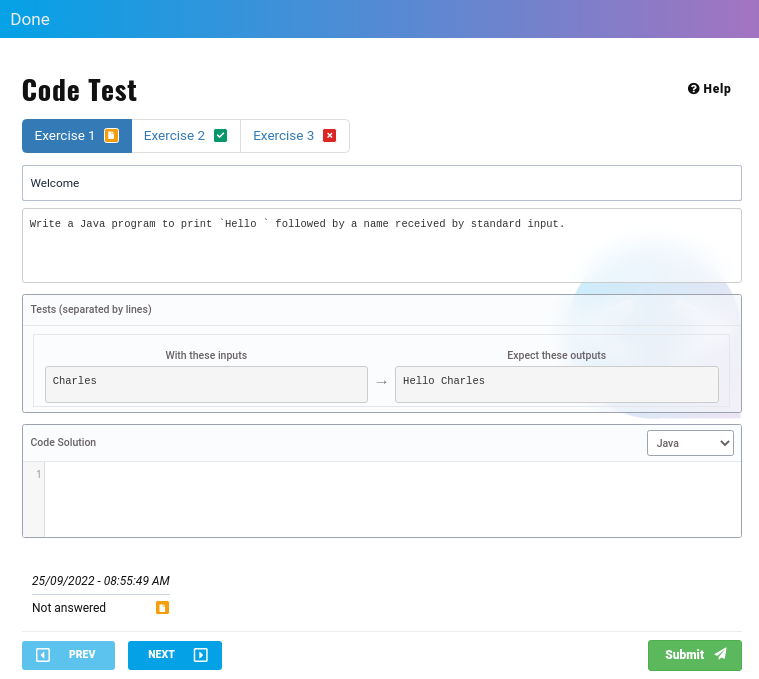 Done
Code Test
Help
Exercise 1 Exercise 2 Exercise 3
Welcome
Write a Java program to print `Hello ` followed by a name received by standard input.
Tests (separated by lines)
With these inputs Expect these outputs
Charles → Hello Charles
Code Solution Java
1
25/09/2022 - 08:55:49 AM
Not answered
PREV NEXT Submit